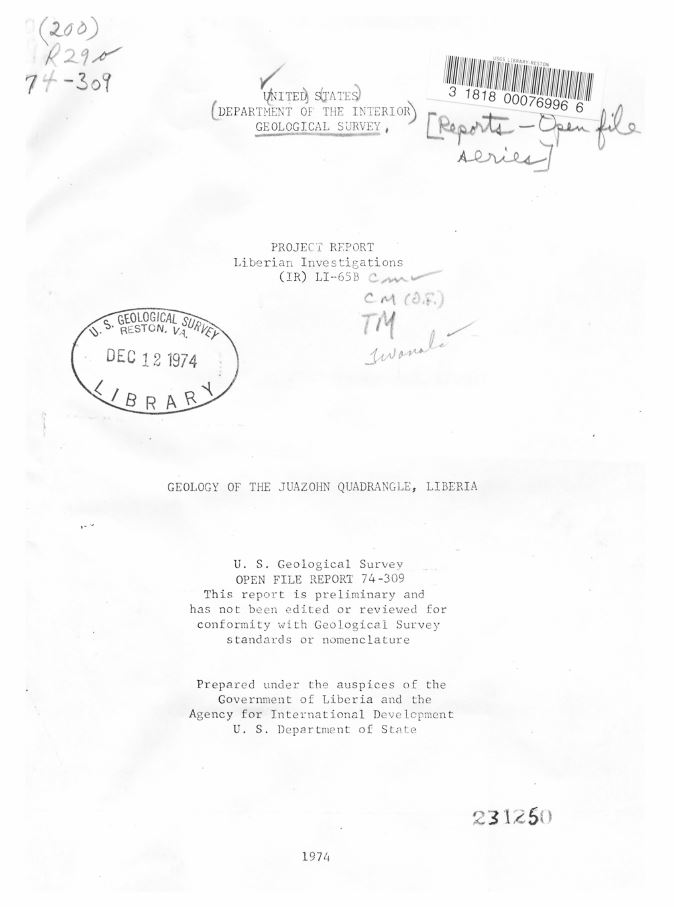 (200)
R290
74-309
UNITED STATES
(DEPARTMENT OF THE INTERIOR)
GEOLOGICAL SURVEY,
USGS LIBRARY RESTON
3 1818 00076996 6
[Reports - Open file
series]
PROJECT REPORT
Liberian Investigations
(IR) LI-65B
CM (D.F.)
TM
U. S. GEOLOGICAL SURVEY
RESTON, VA.
DEC 12 1974
LIBRARY
GEOLOGY OF THE JUAZOHN QUADRANGLE, LIBERIA
U. S. Geological Survey
OPEN FILE REPORT 74-309
This report is preliminary and
has not been edited or reviewed for
conformity with Geological Survey
standards or nomenclature
Prepared under the auspices of the
Government of Liberia and the
Agency for International Development
U. S. Department of State
231250
1974